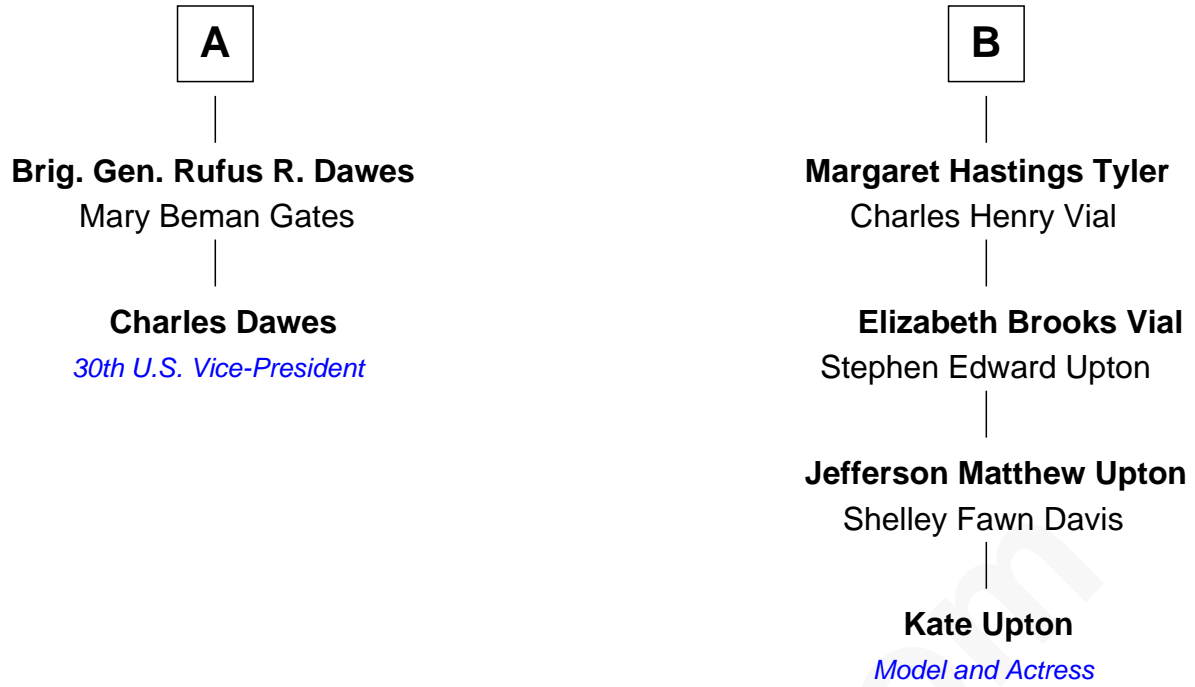 A
Brig. Gen. Rufus R. Dawes
Mary Beman Gates
Charles Dawes
30th U.S. Vice-President
B
Margaret Hastings Tyler
Charles Henry Vial
Elizabeth Brooks Vial
Stephen Edward Upton
Jefferson Matthew Upton
Shelley Fawn Davis
Kate Upton
Model and Actress